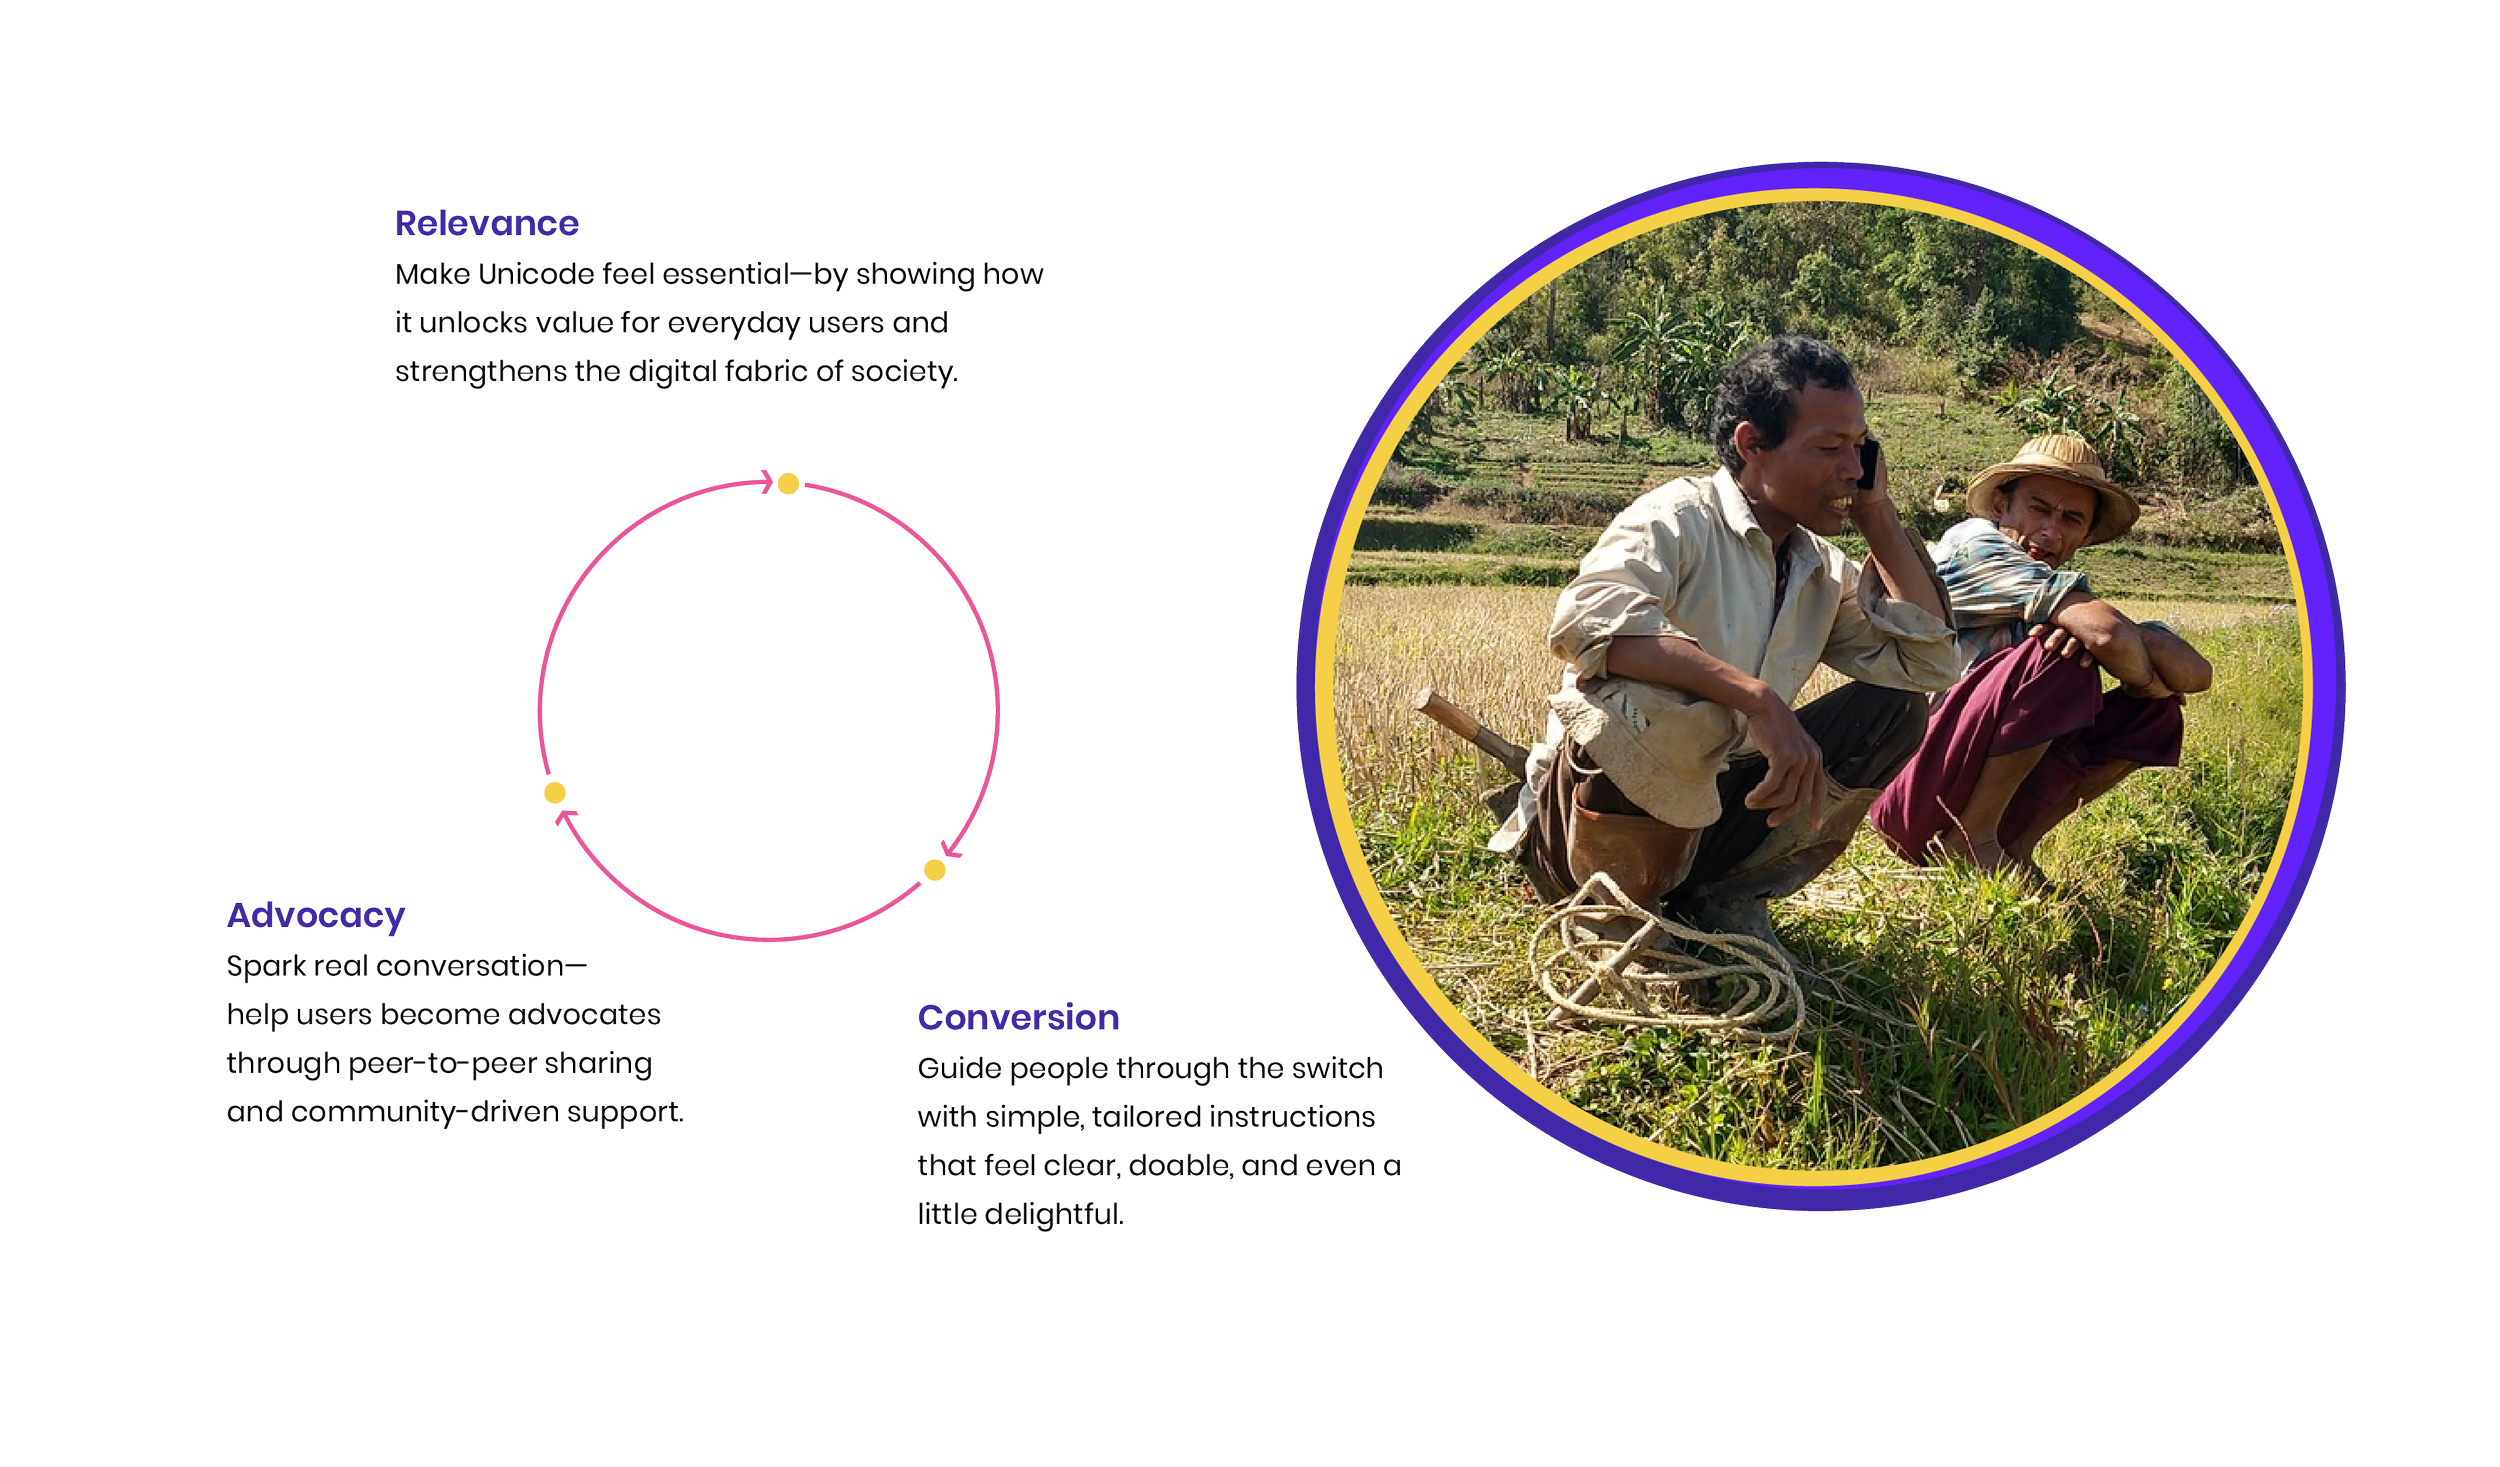 Relevance
Make Unicode feel essential—by showing how
it unlocks value for everyday users and
strengthens the digital fabric of society.
Advocacy
Spark real conversation—
help users become advocates
through peer-to-peer sharing
and community-driven support.
Conversion
Guide people through the switch
with simple, tailored instructions
that feel clear, doable, and even a
little delightful.